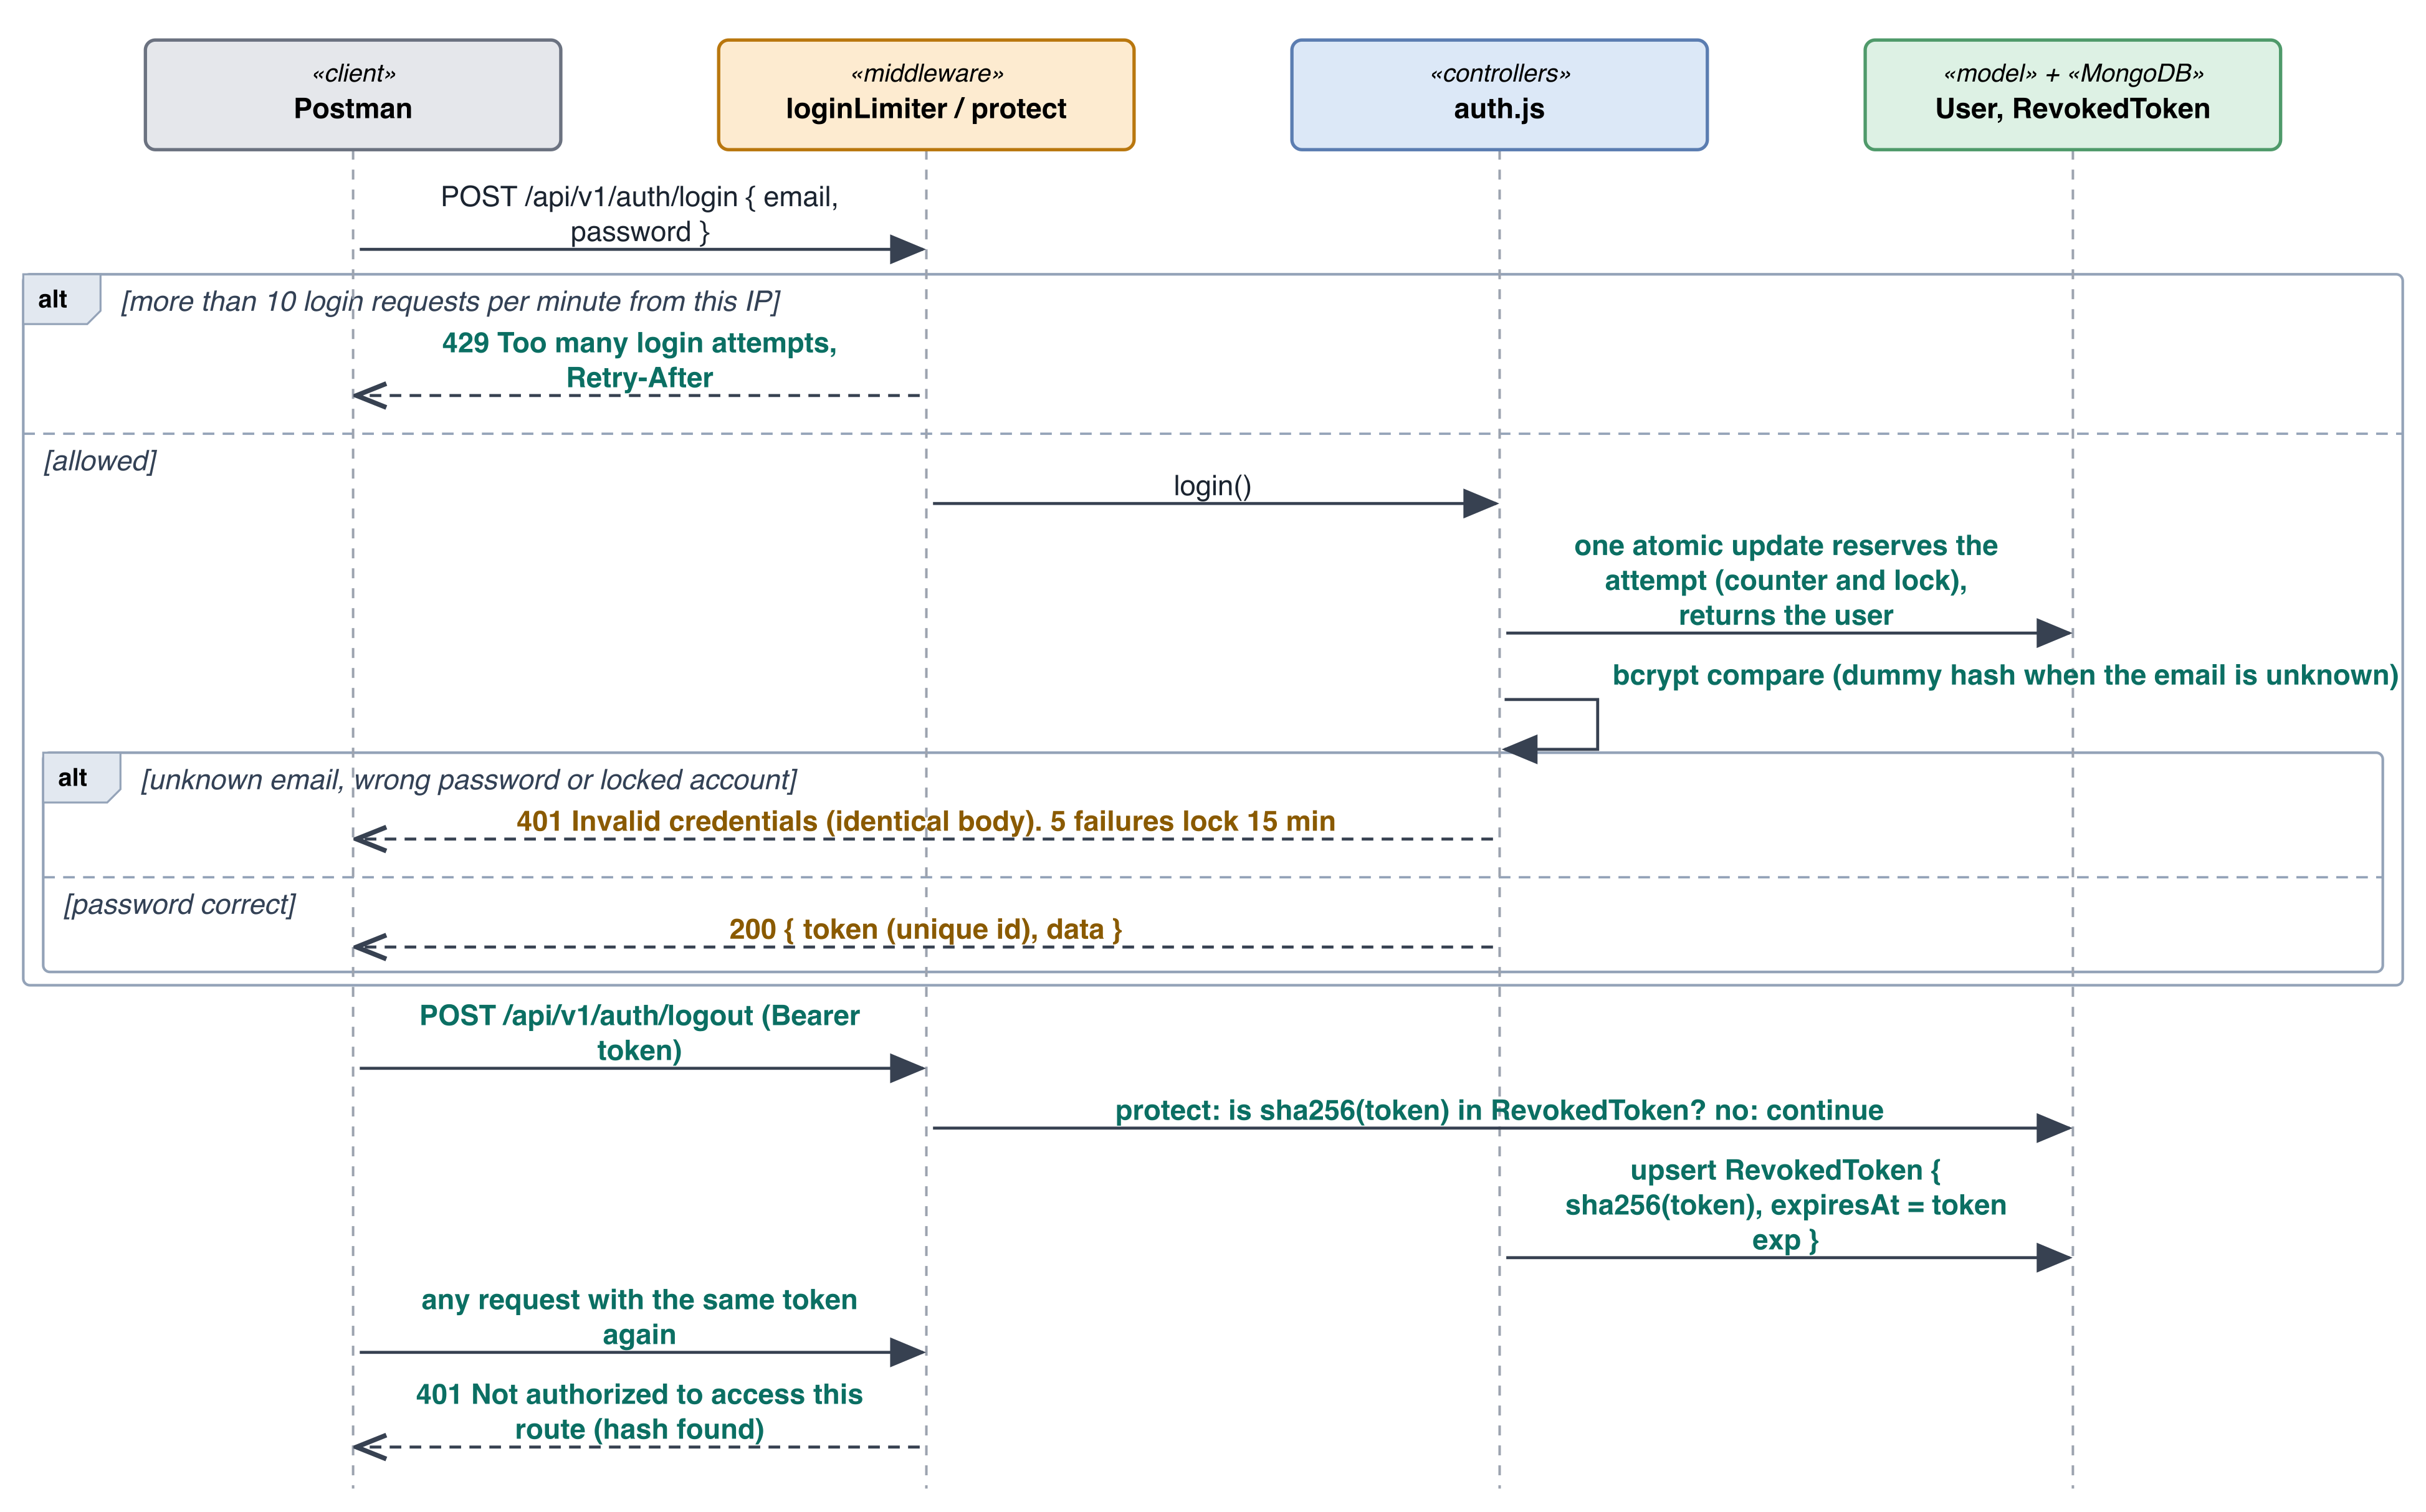 «client»
Postman
«middleware»
loginLimiter / protect
«controllers»
auth.js
«model» + «MongoDB»
User, RevokedToken
POST /api/v1/auth/login { email,
password }
alt
[more than 10 login requests per minute from this IP]
429 Too many login attempts,
Retry-After
[allowed]
login()
one atomic update reserves the
attempt (counter and lock),
returns the user
bcrypt compare (dummy hash when the email is unknown)
alt
[unknown email, wrong password or locked account]
401 Invalid credentials (identical body). 5 failures lock 15 min
[password correct]
200 { token (unique id), data }
POST /api/v1/auth/logout (Bearer
token)
protect: is sha256(token) in RevokedToken? no: continue
upsert RevokedToken {
sha256(token), expiresAt = token
exp }
any request with the same token
again
401 Not authorized to access this
route (hash found)